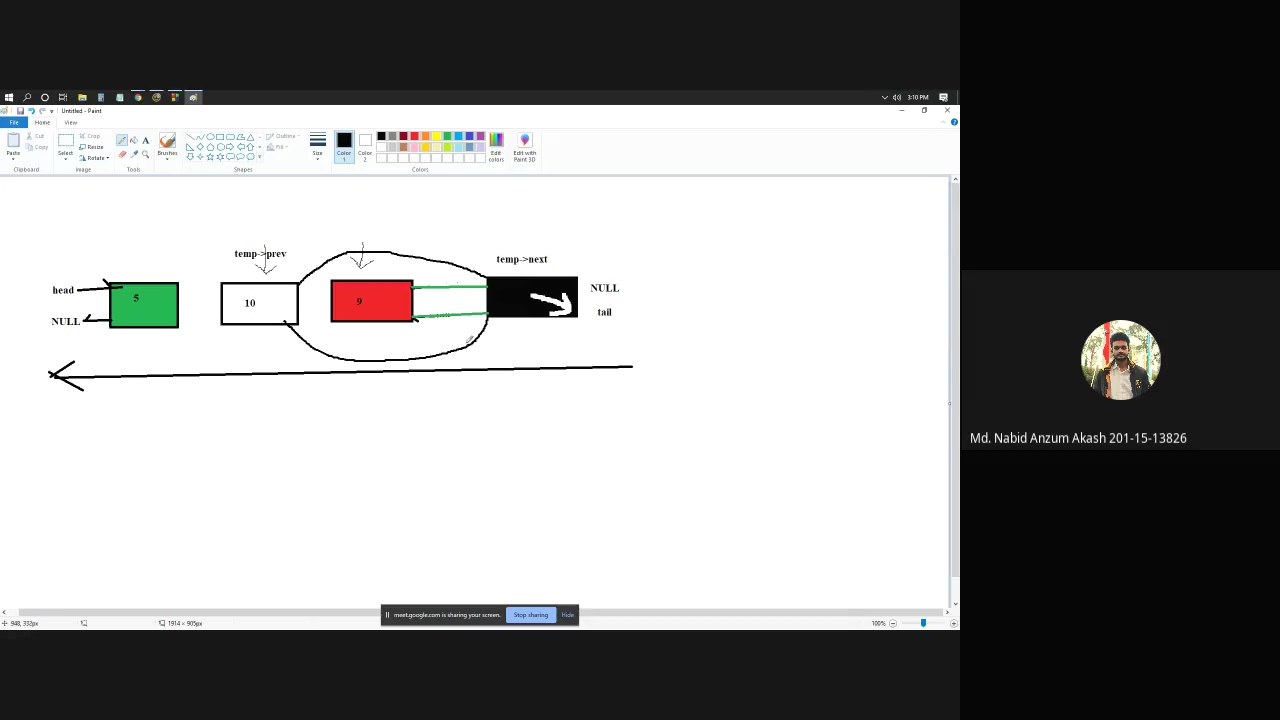 3:10 PM
Untitled - Paint
File Home View
Cut
Copy
Paste
Clipboard
Crop
Resize
Rotate
Select
Image
A
Tools
Brushes
Outline
Fill
Shapes
Size
Color 1
Color 2
Colors
Edit colors
Edit with Paint 3D
temp->prev
temp->next
head
5
10
9
NULL
NULL
tail
Md. Nabid Anzum Akash 201-15-13826
meet.google.com is sharing your screen. Stop sharing Hide
948, 332px
1914 × 905px
100%